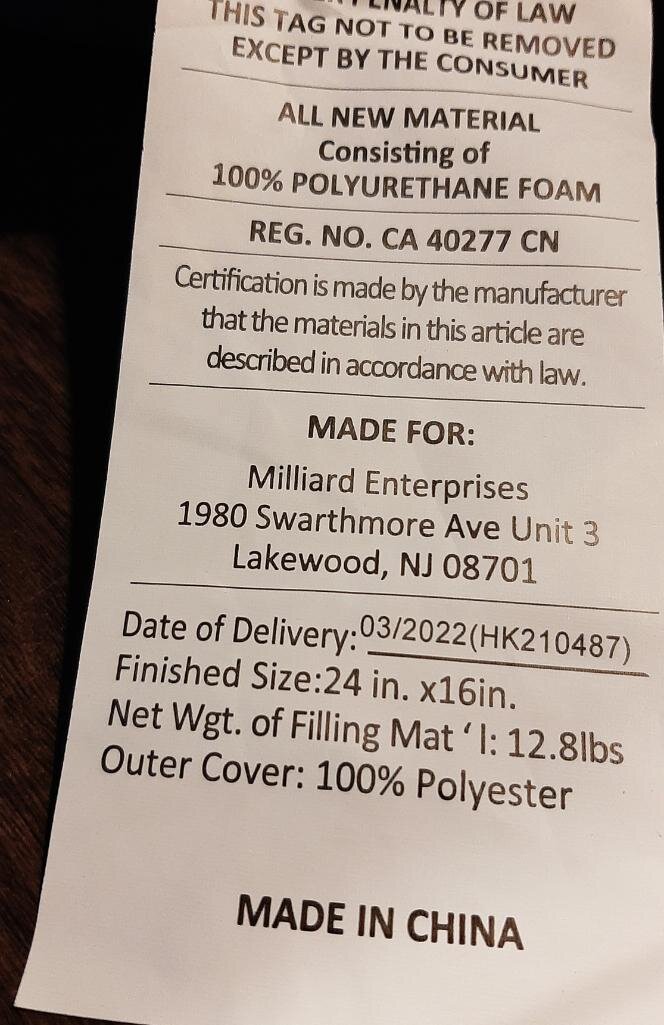 PENALTY OF LAW
THIS TAG NOT TO BE REMOVED
EXCEPT BY THE CONSUMER
ALL NEW MATERIAL
Consisting of
100% POLYURETHANE FOAM
REG. NO. CA 40277 CN
Certification is made by the manufacturer
that the materials in this article are
described in accordance with law.
MADE FOR:
Milliard Enterprises
1980 Swarthmore Ave Unit 3
Lakewood, NJ 08701
Date of Delivery:03/2022(HK210487)
Finished Size:24 in. x16in.
Net Wgt. of Filling Mat ‘ l: 12.8lbs
Outer Cover: 100% Polyester
MADE IN CHINA